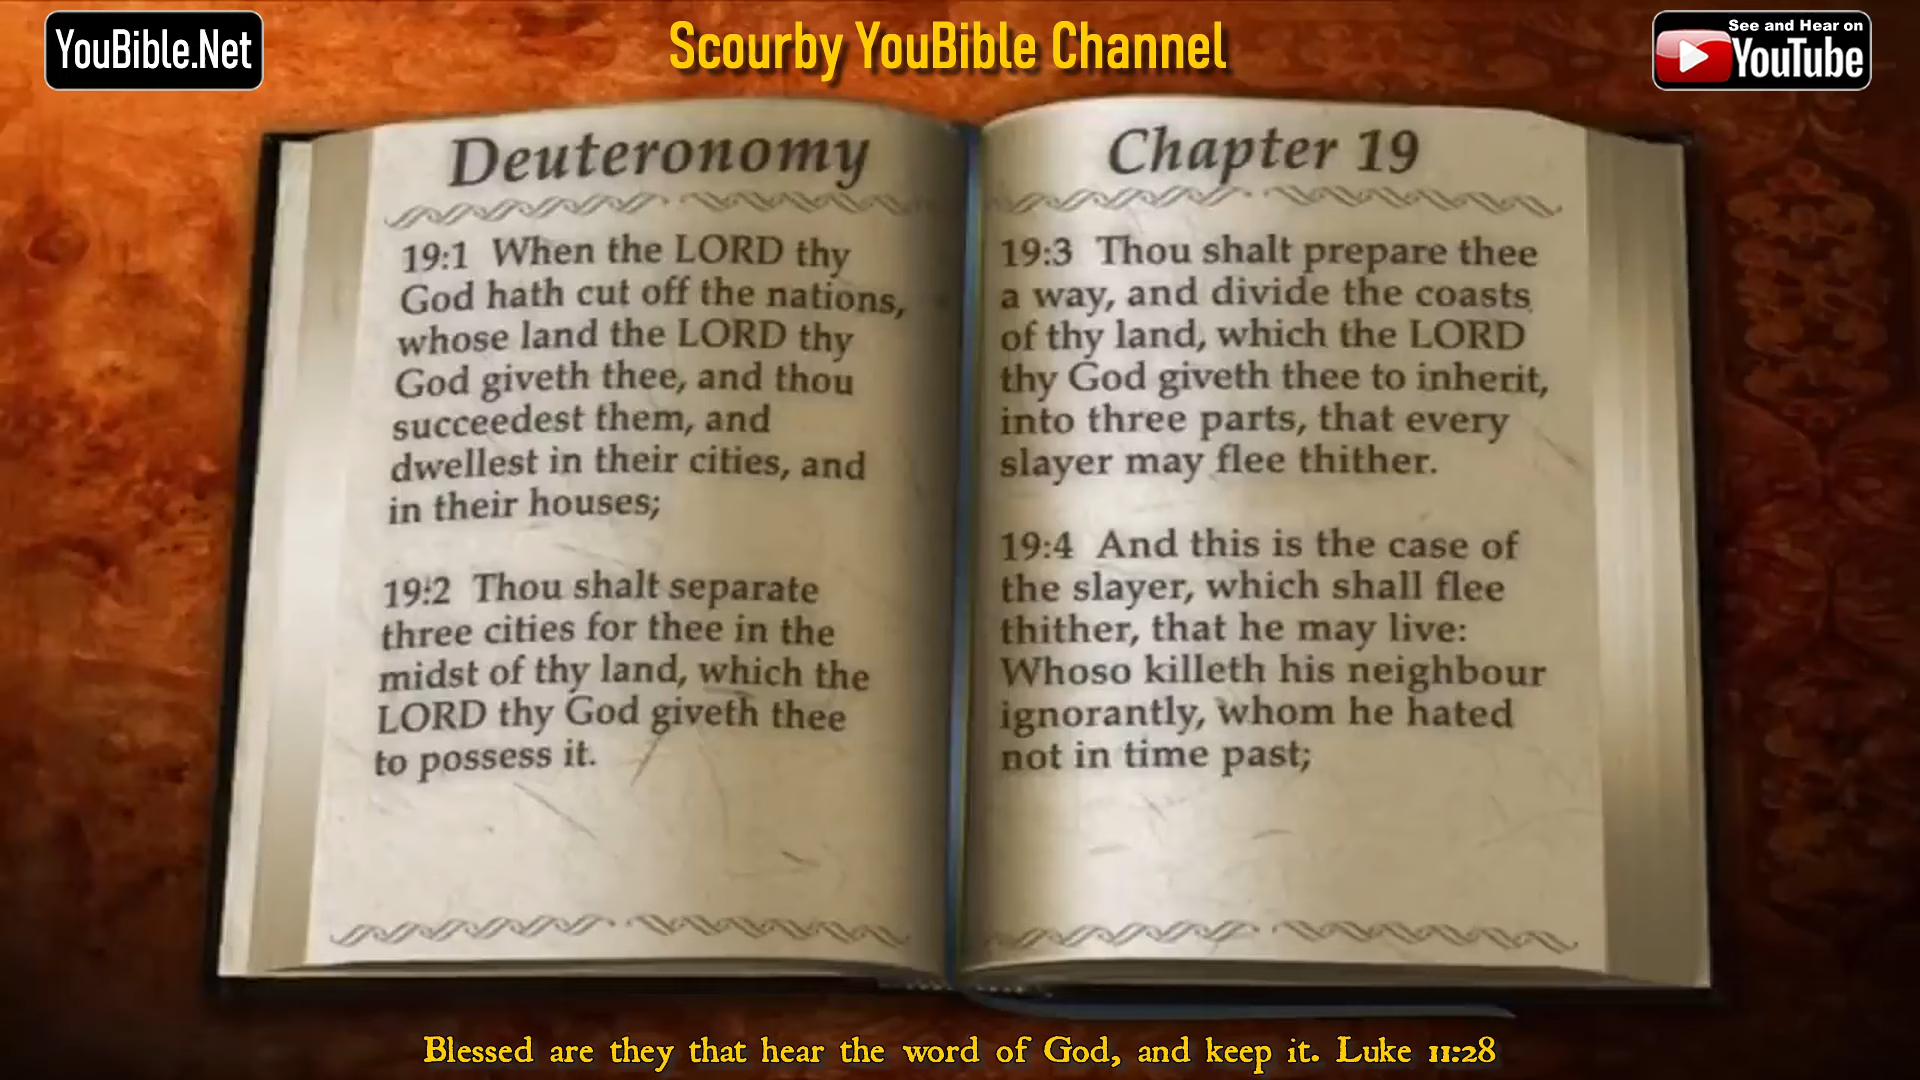 YouBible.Net
Scourby YouBible Channel
See and Hear on
YouTube
Deuteronomy
19:1 When the LORD thy
God hath cut off the nations,
whose land the LORD thy
God giveth thee, and thou
succeedest them, and
dwellest in their cities, and
in their houses;
19:2 Thou shalt separate
three cities for thee in the
midst of thy land, which the
LORD thy God giveth thee
to possess it.
Chapter 19
19:3 Thou shalt prepare thee
a way, and divide the coasts
of thy land, which the LORD
thy God giveth thee to inherit,
into three parts, that every
slayer may flee thither.
19:4 And this is the case of
the slayer, which shall flee
thither, that he may live:
Whoso killeth his neighbour
ignorantly, whom he hated
not in time past;
Blessed are they that hear the word of God, and keep it. Luke 11:28